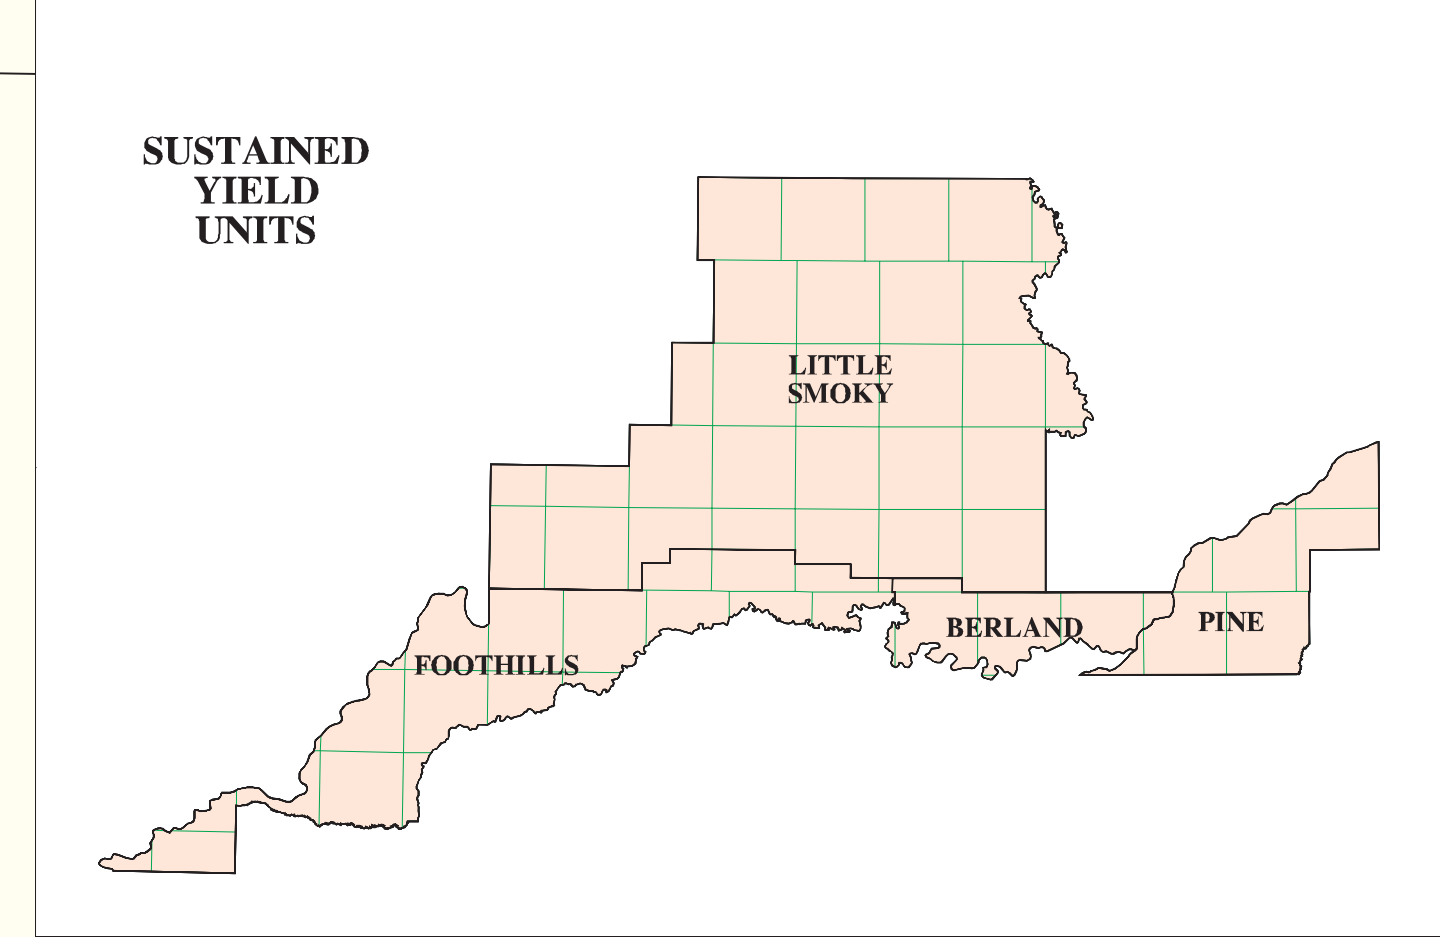 SUSTAINED
YIELD
UNITS
LITTLE
SMOKY
BERLAND
PINE
FOOTHILLS